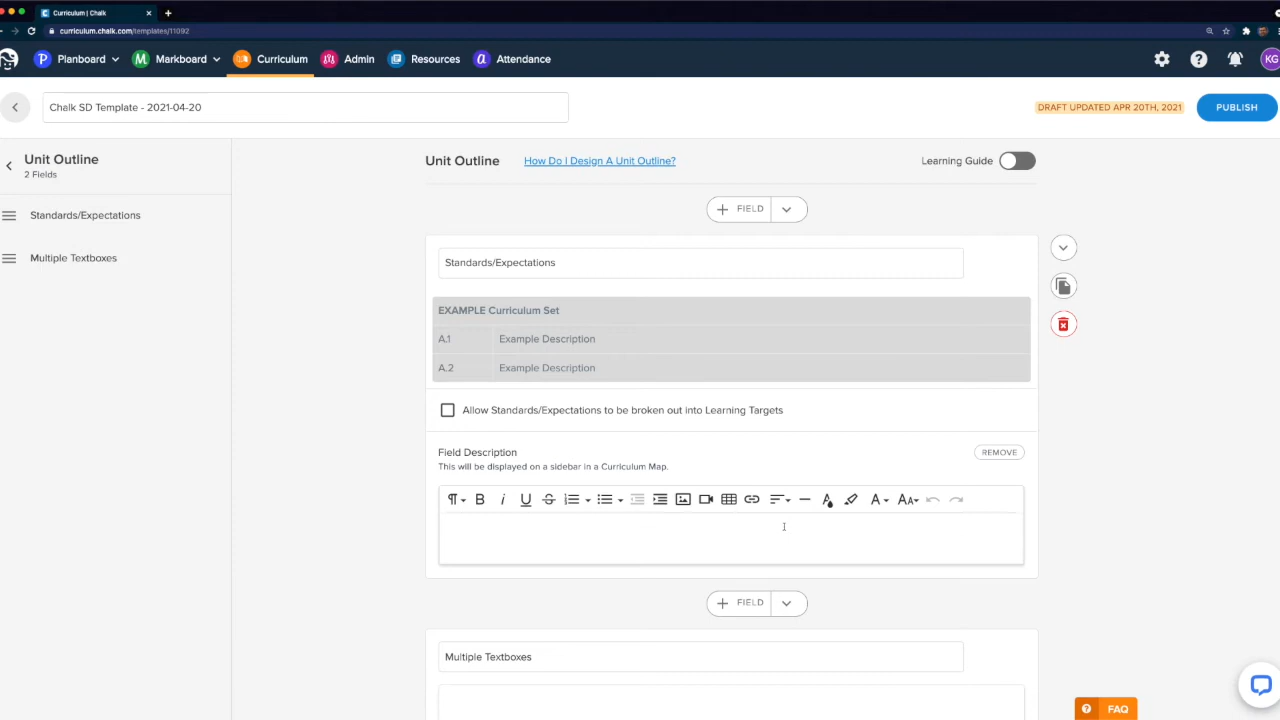 Curriculum | Chalk
curriculum.chalk.com/templates/11092
Planboard
Markboard
Curriculum
Admin
Resources
Attendance
KG
Chalk SD Template - 2021-04-20
DRAFT UPDATED APR 20TH, 2021
PUBLISH
Unit Outline
2 Fields
Standards/Expectations
Multiple Textboxes
Unit Outline
How Do I Design A Unit Outline?
Learning Guide
FIELD
Standards/Expectations
EXAMPLE Curriculum Set
A.1 Example Description
A.2 Example Description
Allow Standards/Expectations to be broken out into Learning Targets
Field Description
REMOVE
This will be displayed on a sidebar in a Curriculum Map.
FIELD
Multiple Textboxes
FAQ